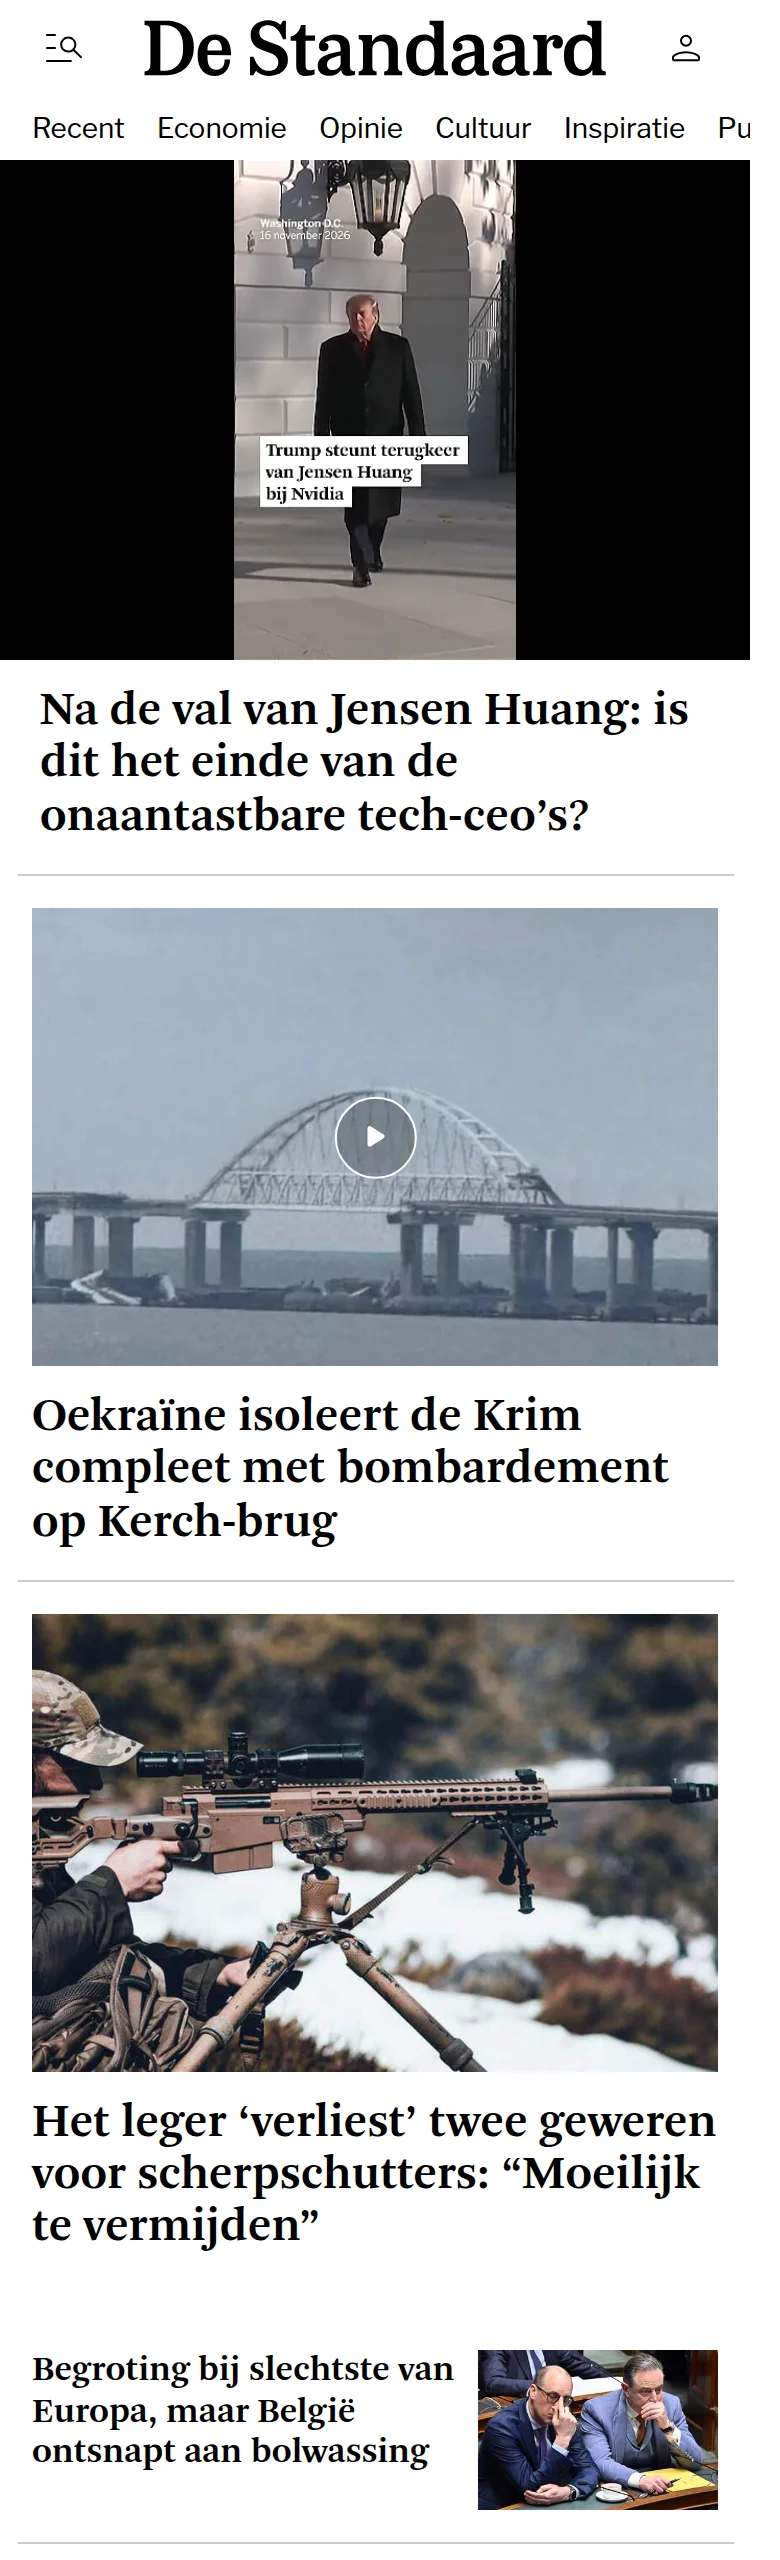 De Standaard
Recent Economie Opinie Cultuur Inspiratie Pu
Washington D.C.
16 november 2026
Trump steunt terugkeer
van Jensen Huang
bij Nvidia
Na de val van Jensen Huang: is
dit het einde van de
onaantastbare tech-ceo’s?
Oekraïne isoleert de Krim
compleet met bombardement
op Kerch-brug
Het leger ‘verliest’ twee geweren
voor scherpschutters: “Moeilijk
te vermijden”
Begroting bij slechtste van
Europa, maar België
ontsnapt aan bolwassing